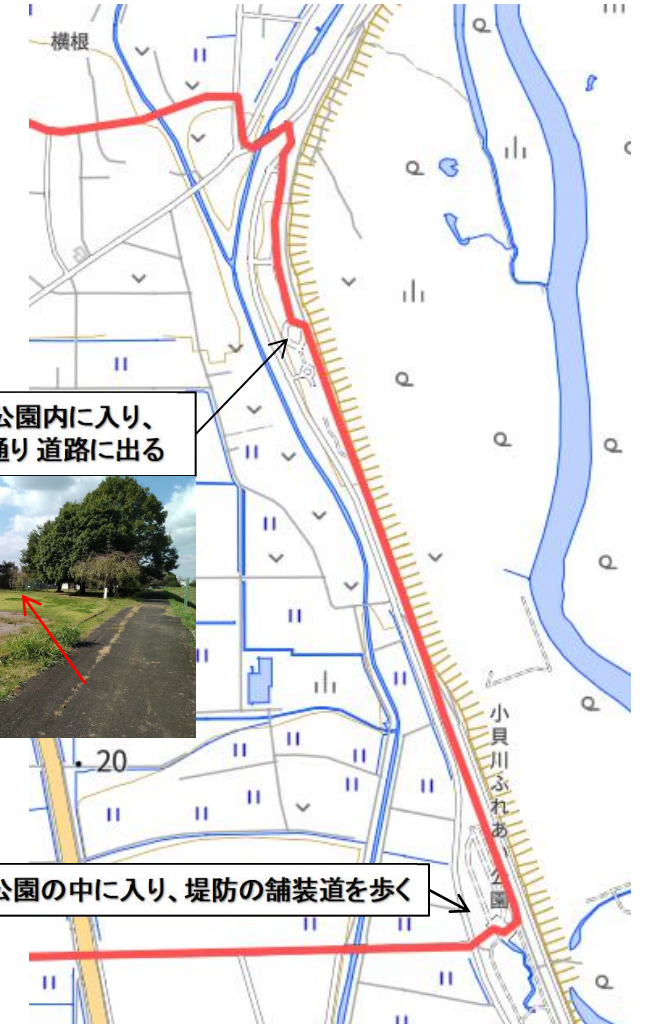 横根
公園内に入り、
通り 道路に出る
20
小貝川ふれあい公園
公園の中に入り、堤防の舗装道を歩く